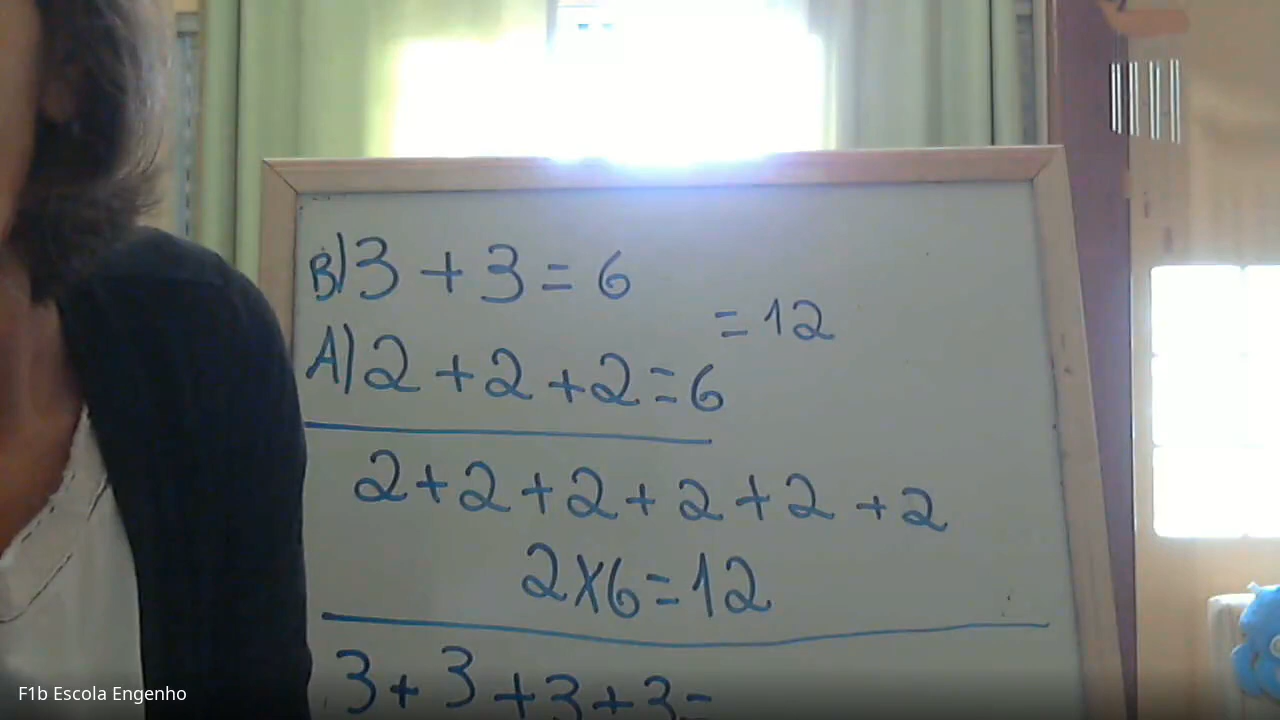 B) 3 + 3 = 6
= 12
A) 2 + 2 + 2 = 6
2 + 2 + 2 + 2 + 2 + 2
2 x 6 = 12
3 + 3 + 3 + 3 =
F1b Escola Engenho